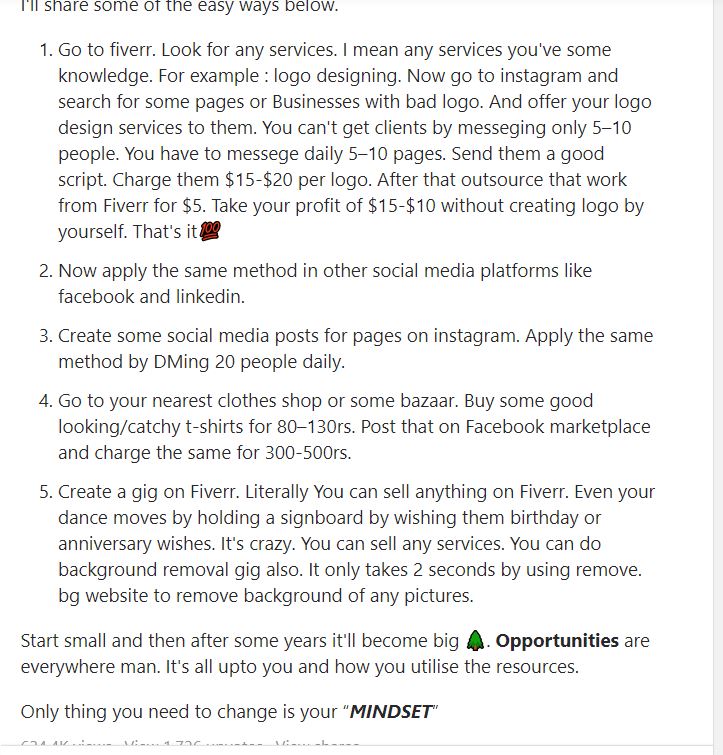 I'll share some of the easy ways below.
1. Go to fiverr. Look for any services. I mean any services you've some
knowledge. For example : logo designing. Now go to instagram and
search for some pages or Businesses with bad logo. And offer your logo
design services to them. You can't get clients by messeging only 5–10
people. You have to messege daily 5–10 pages. Send them a good
script. Charge them $15-$20 per logo. After that outsource that work
from Fiverr for $5. Take your profit of $15-$10 without creating logo by
yourself. That's it💯
2. Now apply the same method in other social media platforms like
facebook and linkedin.
3. Create some social media posts for pages on instagram. Apply the same
method by DMing 20 people daily.
4. Go to your nearest clothes shop or some bazaar. Buy some good
looking/catchy t-shirts for 80–130rs. Post that on Facebook marketplace
and charge the same for 300-500rs.
5. Create a gig on Fiverr. Literally You can sell anything on Fiverr. Even your
dance moves by holding a signboard by wishing them birthday or
anniversary wishes. It's crazy. You can sell any services. You can do
background removal gig also. It only takes 2 seconds by using remove.
bg website to remove background of any pictures.
Start small and then after some years it'll become big 🌲. Opportunities are
everywhere man. It's all upto you and how you utilise the resources.
Only thing you need to change is your “MINDSET”